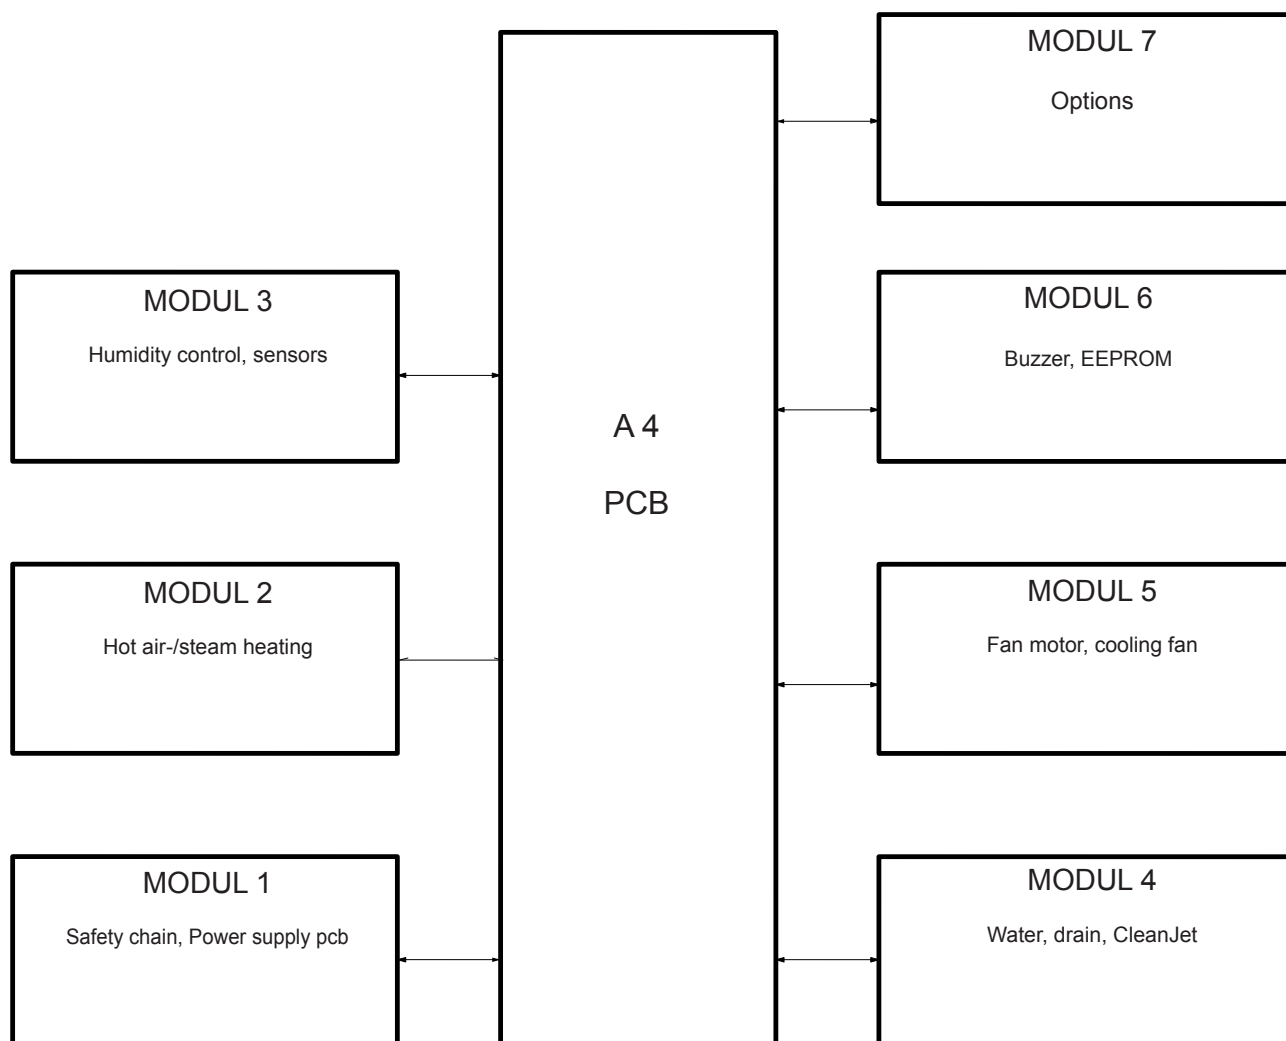 MODUL 7
Options
MODUL 3
Humidity control, sensors
MODUL 6
Buzzer, EEPROM
A 4
PCB
MODUL 2
Hot air-/steam heating
MODUL 5
Fan motor, cooling fan
MODUL 1
Safety chain, Power supply pcb
MODUL 4
Water, drain, CleanJet